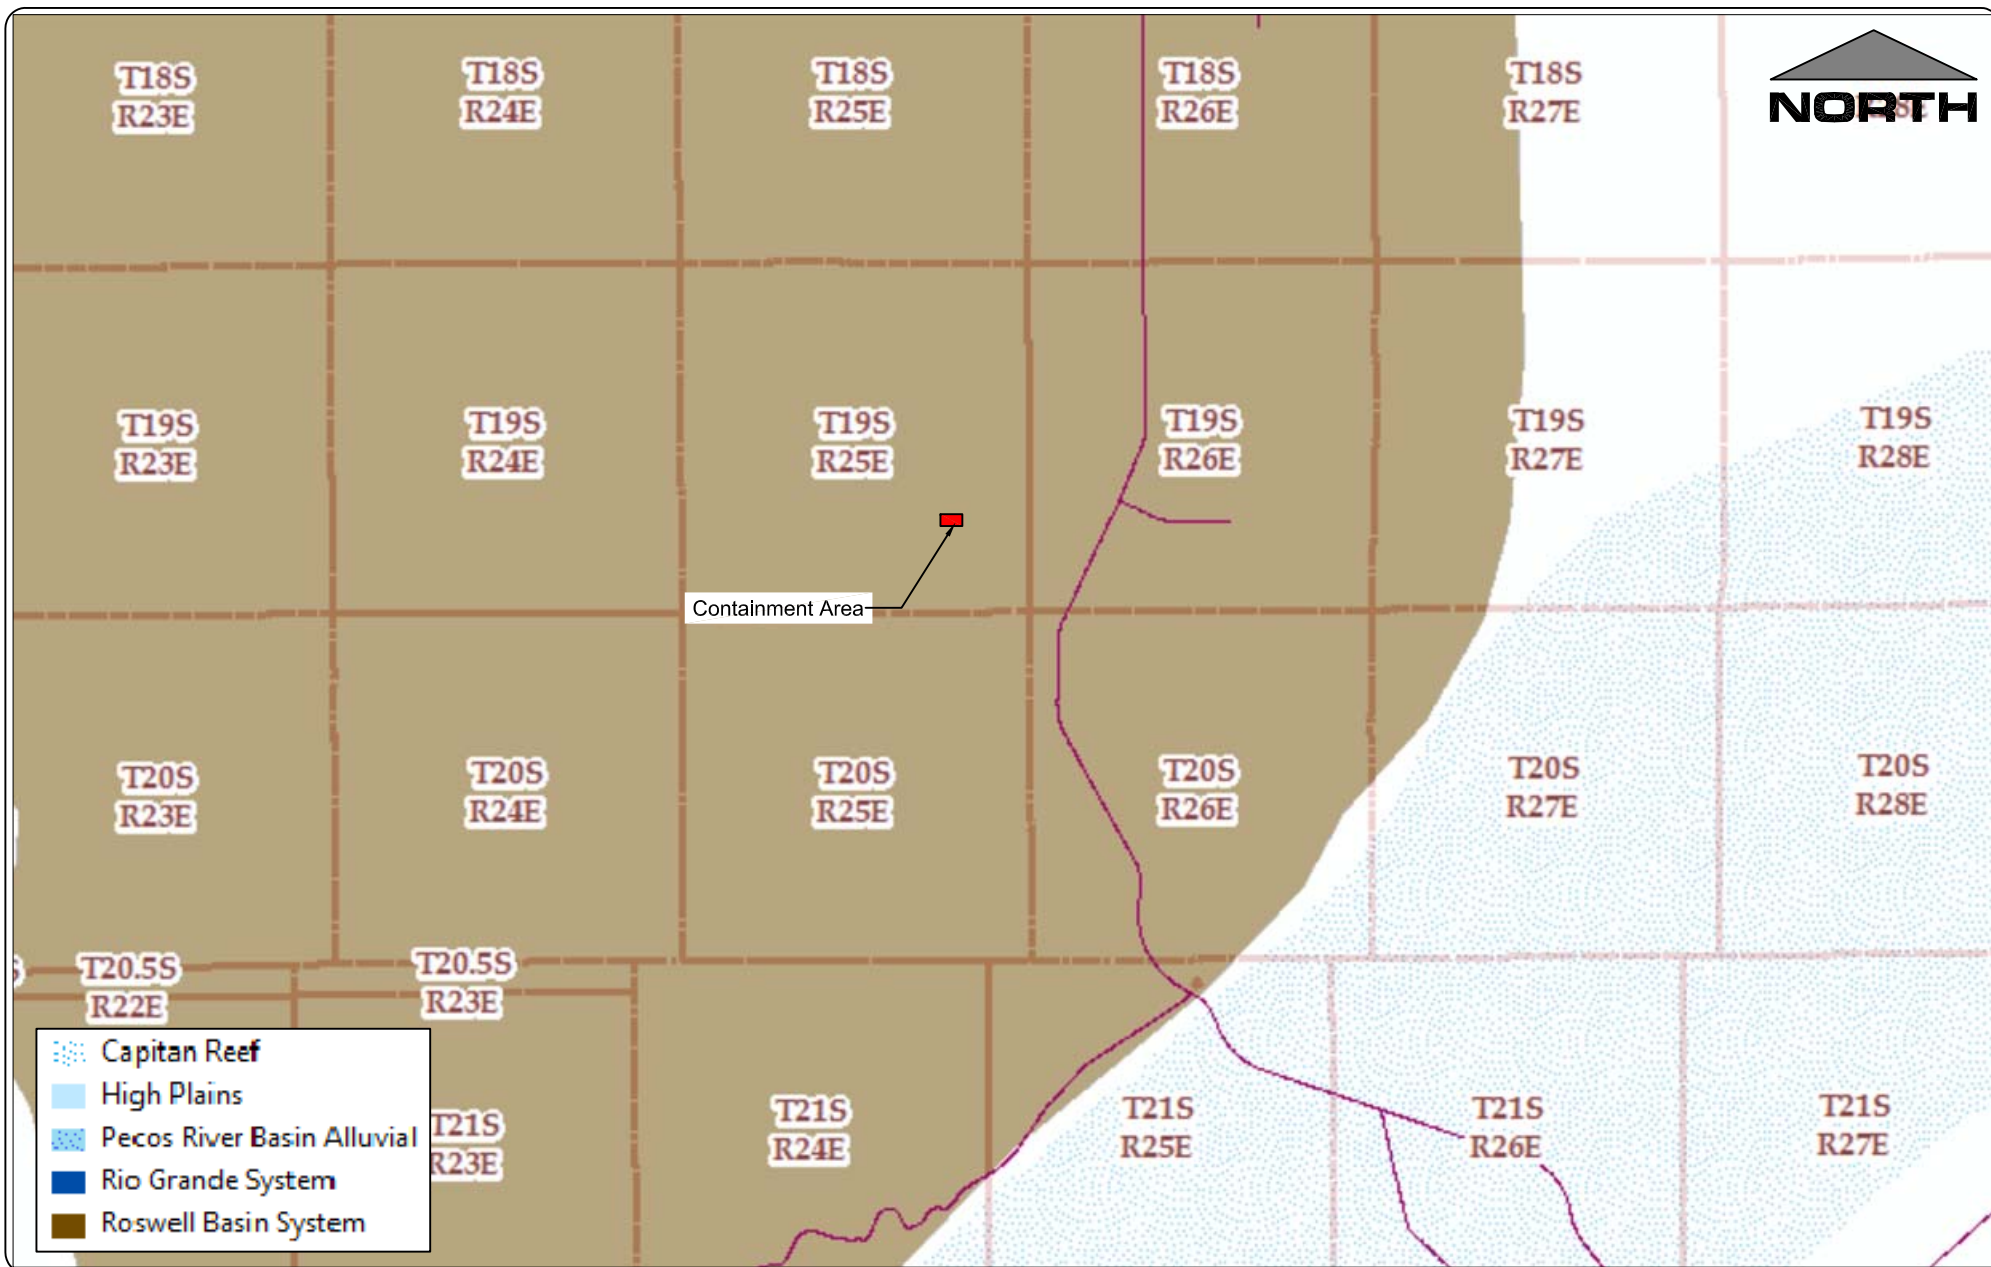 T18S
R23E
T18S
R24E
T18S
R25E
T18S
R26E
T18S
R27E
NORTH
T19S
R23E
T19S
R24E
T19S
R25E
T19S
R26E
T19S
R27E
T19S
R28E
Containment Area
T20S
R23E
T20S
R24E
T20S
R25E
T20S
R26E
T20S
R27E
T20S
R28E
T20.5S
R22E
T20.5S
R23E
T21S
R23E
T21S
R24E
T21S
R25E
T21S
R26E
T21S
R27E
Capitan Reef
High Plains
Pecos River Basin Alluvial
Rio Grande System
Roswell Basin System